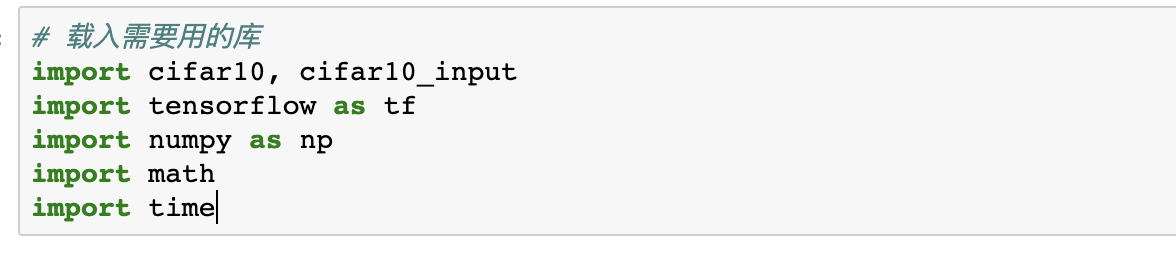 # 载入需要用的库
import cifar10, cifar10_input
import tensorflow as tf
import numpy as np
import math
import time